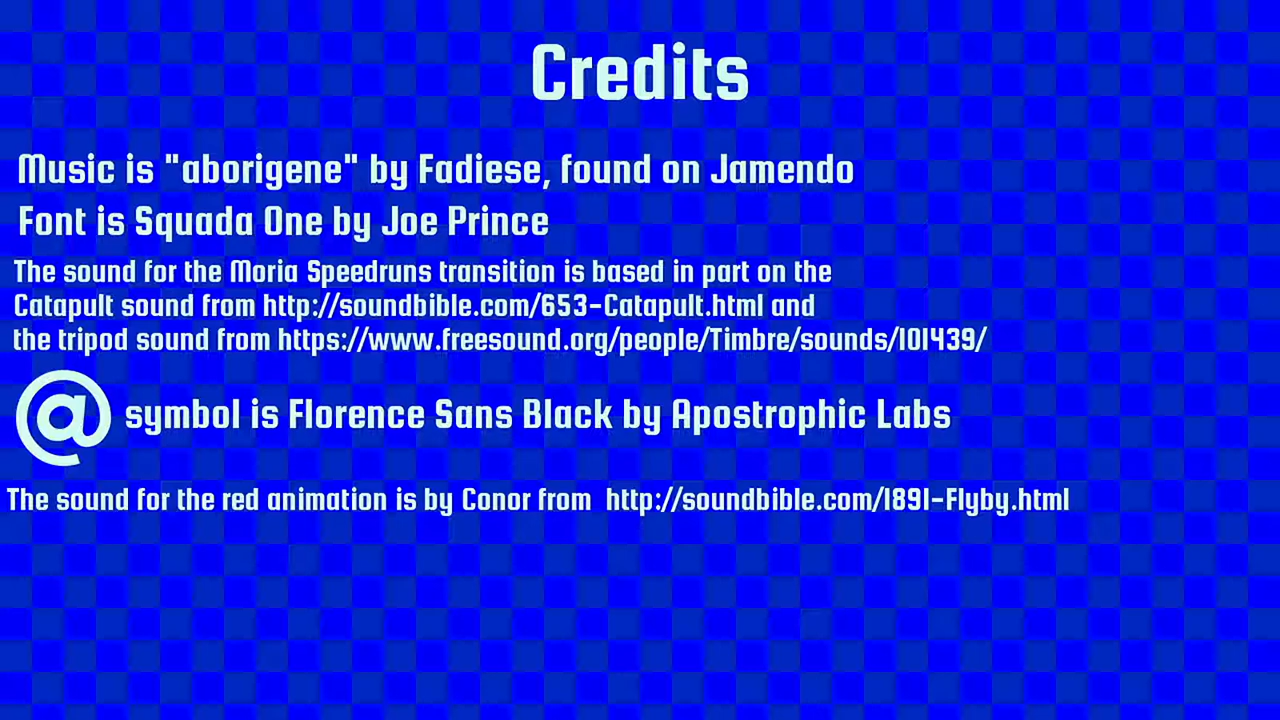 Credits
Music is "aborigene" by Fadiese, found on Jamendo
Font is Squada One by Joe Prince
The sound for the Moria Speedruns transition is based in part on the
Catapult sound from http://soundbible.com/653-Catapult.html and
the tripod sound from https://www.freesound.org/people/Timbre/sounds/101439/
@ symbol is Florence Sans Black by Apostrophic Labs
The sound for the red animation is by Conor from http://soundbible.com/1891-Flyby.html